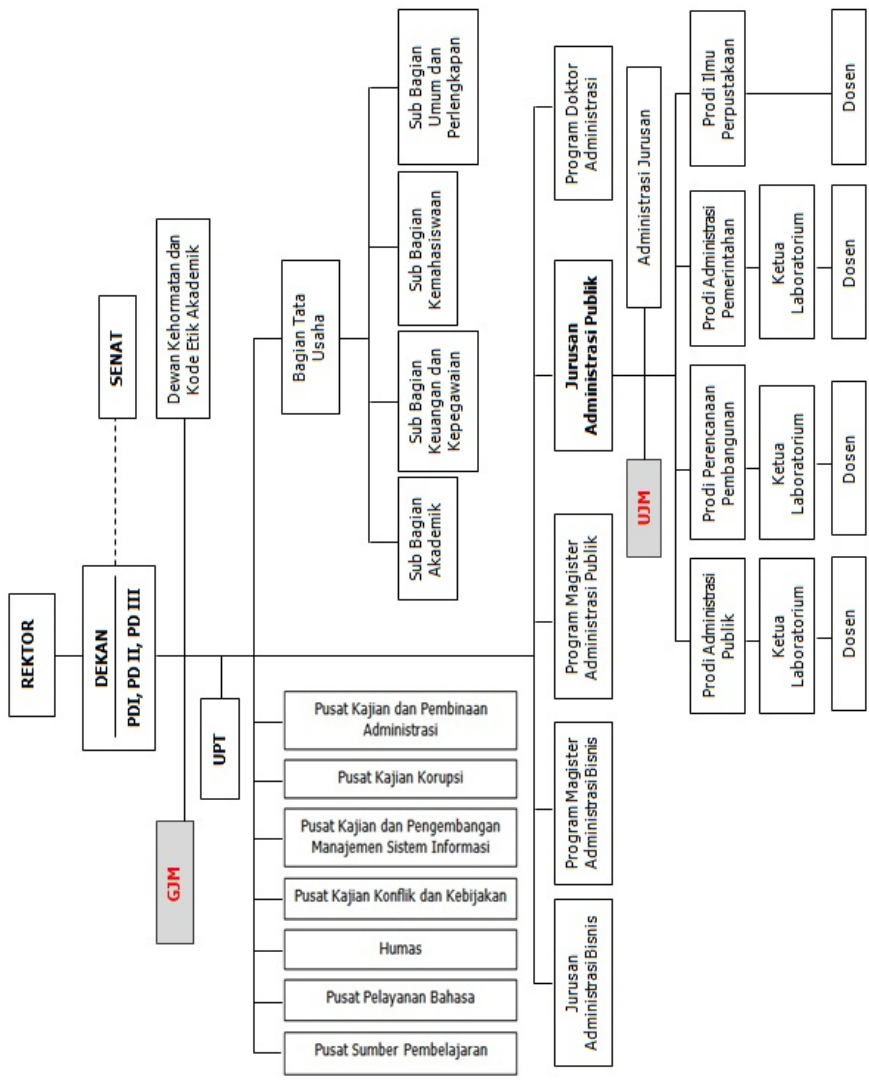 REKTOR
DEKAN
PDI, PD II, PD III
SENAT
GJM
Dewan Kehormatan dan
Kode Etik Akademik
UPT
Pusat Sumber Pembelajaran
Pusat Pelayanan Bahasa
Humas
Pusat Kajian Konflik dan Kebijakan
Pusat Kajian dan Pengembangan
Manajemen Sistem Informasi
Pusat Kajian Korupsi
Pusat Kajian dan Pembinaan
Administrasi
Bagian Tata
Usaha
Sub Bagian
Akademik
Sub Bagian
Keuangan dan
Kepegawaian
Sub Bagian
Kemahasiswaan
Sub Bagian
Umum dan
Perlengkapan
Jurusan
Administrasi Bisnis
Program Magister
Administrasi Bisnis
Program Magister
Administrasi Publik
Jurusan
Administrasi Publik
Program Doktor
Administrasi
UJM
Administrasi Jurusan
Prodi Administrasi
Publik
Prodi Perencanaan
Pembangunan
Prodi Administrasi
Pemerintahan
Prodi Ilmu
Perpustakaan
Ketua
Laboratorium
Ketua
Laboratorium
Ketua
Laboratorium
Dosen
Dosen
Dosen
Dosen